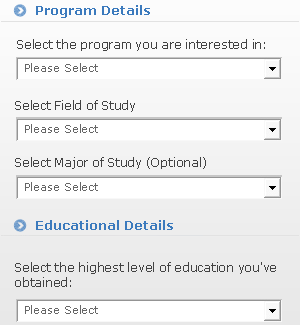 Program Details
Select the program you are interested in:
Please Select
Select Field of Study
Please Select
Select Major of Study (Optional)
Please Select
Educational Details
Select the highest level of education you've
obtained:
Please Select